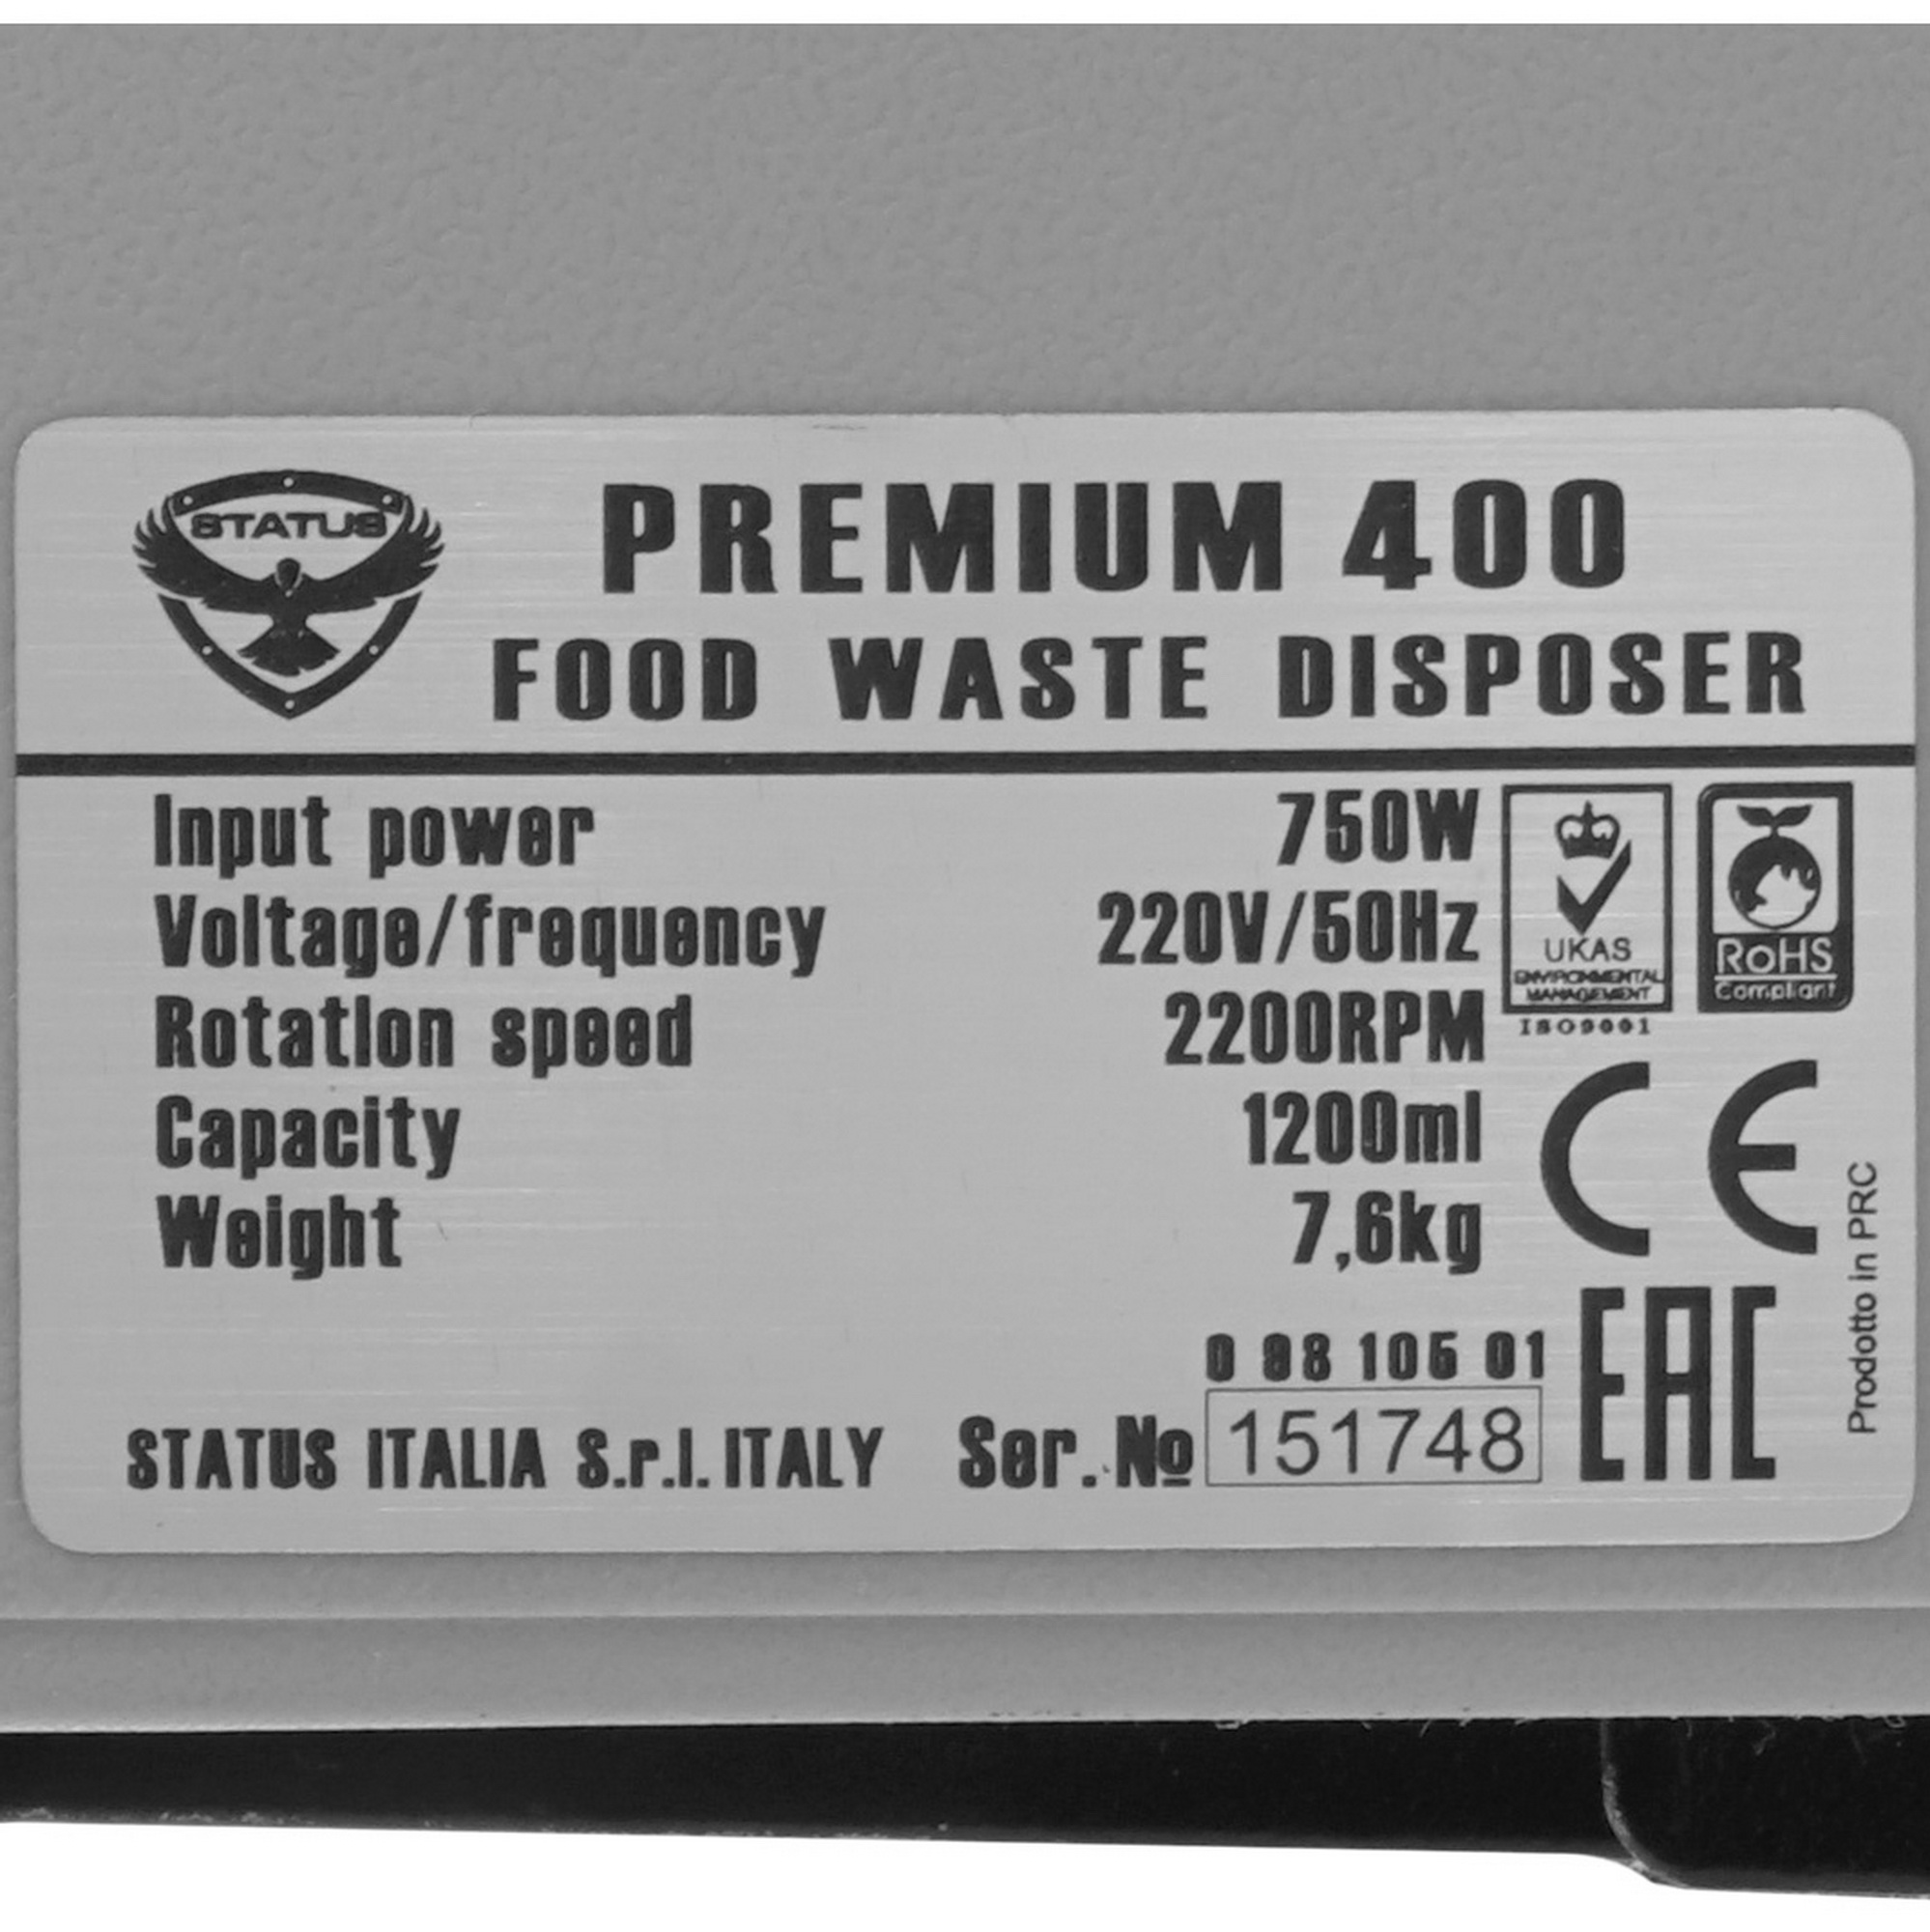 STATUS
PREMIUM 400
FOOD WASTE DISPOSER
Input power 750W
Voltage/frequency 220V/50Hz
Rotation speed 2200RPM
Capacity 1200ml
Weight 7,6kg
UKAS
ENVIRONMENTAL
MANAGEMENT
ISO9001
RoHS
Compliant
CE
Prodotto in PRC
0 98 105 01
STATUS ITALIA S.r.l. ITALY Ser. № 151748
EAC